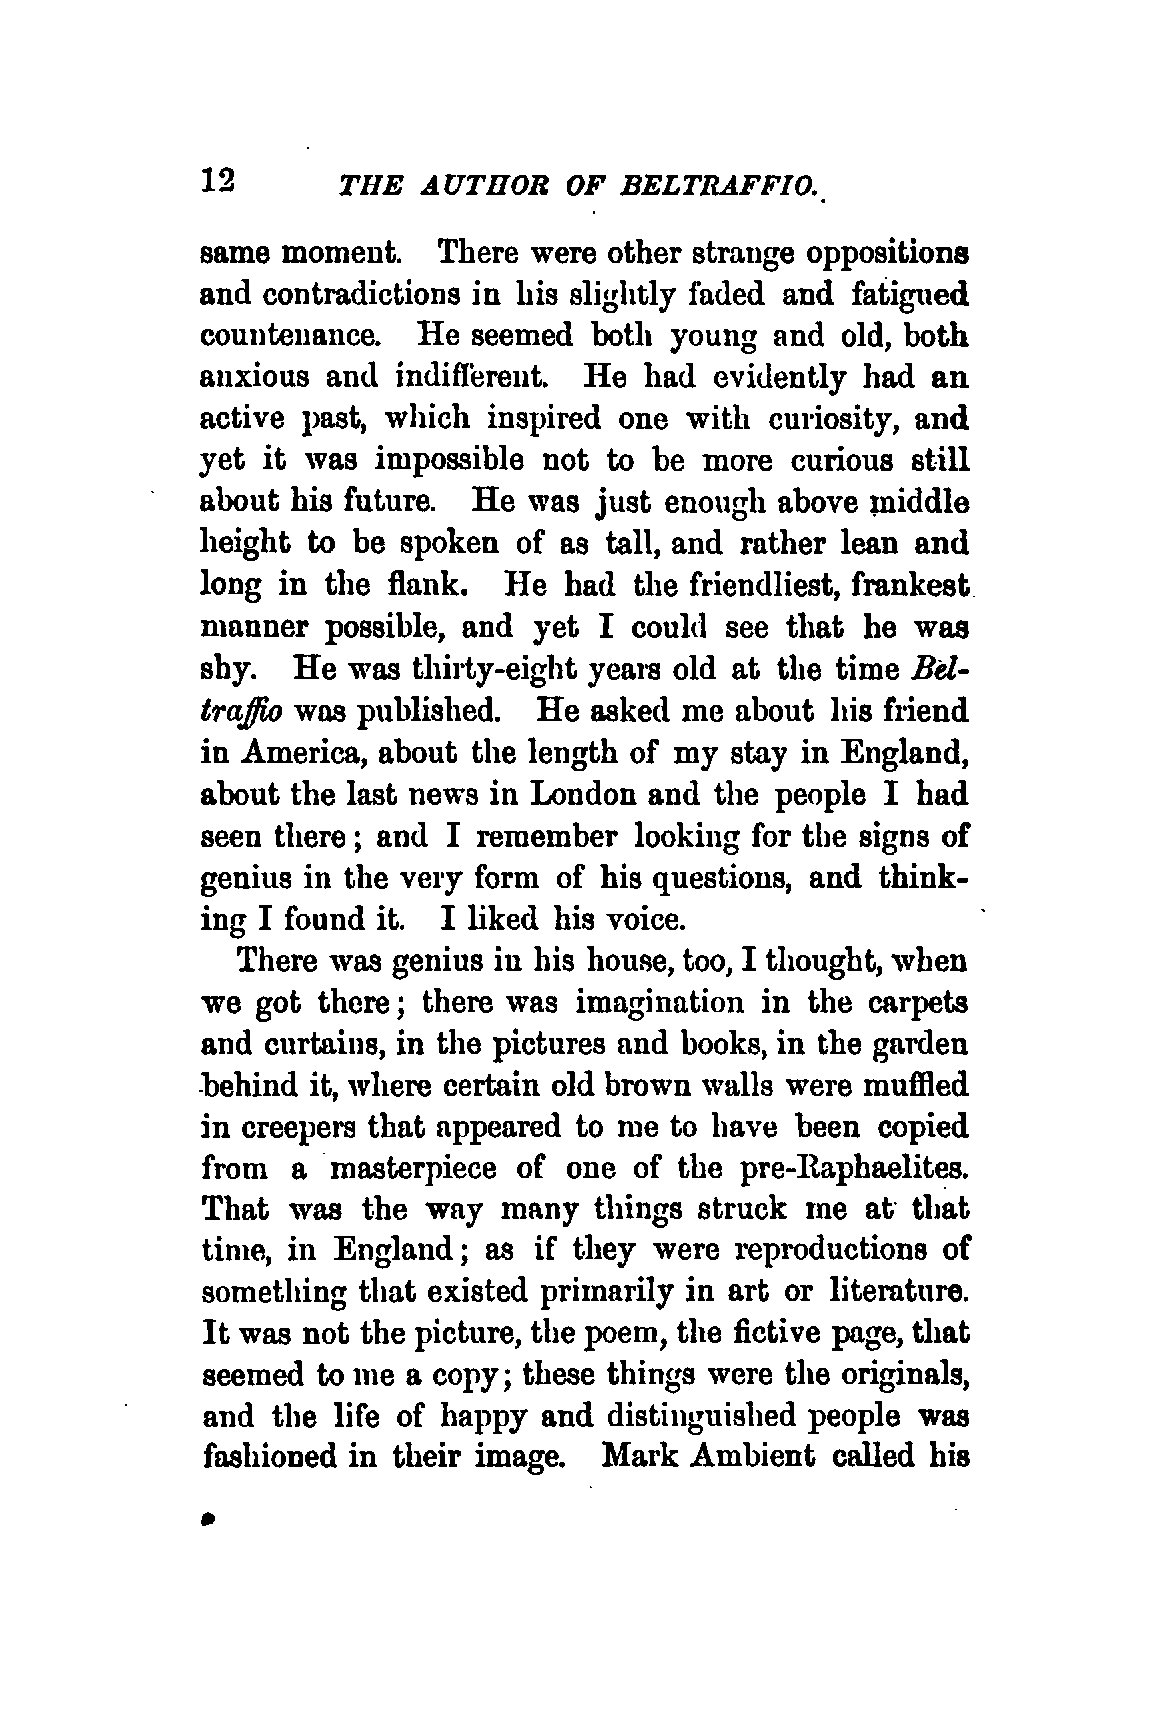 12 THE AUTHOR OF BELTRAFFIO.
same moment. There were other strange oppositions
and contradictions in his slightly faded and fatigued
countenance. He seemed both young and old, both
anxious and indifferent. He had evidently had an
active past, which inspired one with curiosity, and
yet it was impossible not to be more curious still
about his future. He was just enough above middle
height to be spoken of as tall, and rather lean and
long in the flank. He had the friendliest, frankest
manner possible, and yet I could see that he was
shy. He was thirty-eight years old at the time Bel-
traffio was published. He asked me about his friend
in America, about the length of my stay in England,
about the last news in London and the people I had
seen there; and I remember looking for the signs of
genius in the very form of his questions, and think-
ing I found it. I liked his voice.
There was genius in his house, too, I thought, when
we got there; there was imagination in the carpets
and curtains, in the pictures and books, in the garden
behind it, where certain old brown walls were muffled
in creepers that appeared to me to have been copied
from a masterpiece of one of the pre-Raphaelites.
That was the way many things struck me at that
time, in England; as if they were reproductions of
something that existed primarily in art or literature.
It was not the picture, the poem, the fictive page, that
seemed to me a copy; these things were the originals,
and the life of happy and distinguished people was
fashioned in their image. Mark Ambient called his